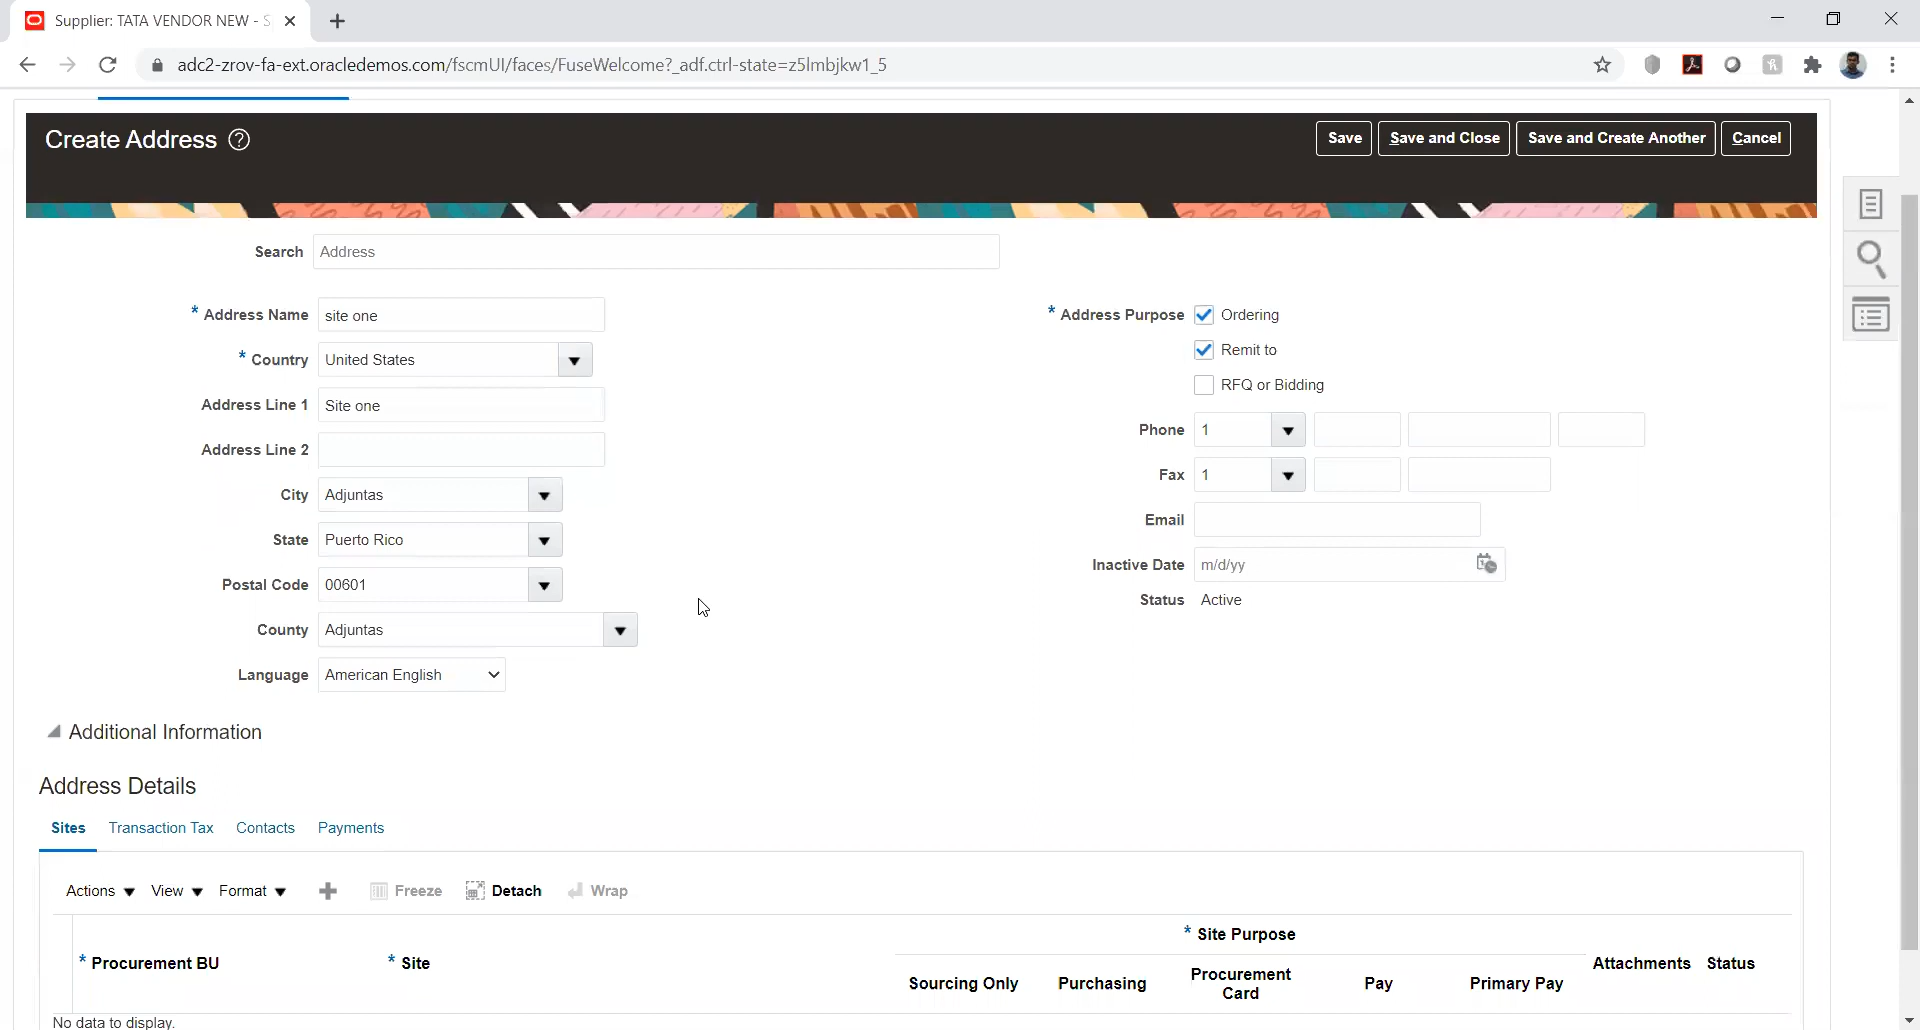 Supplier: TATA VENDOR NEW - S
adc2-zrov-fa-ext.oracledemos.com/fscmUI/faces/FuseWelcome?_adf.ctrl-state=z5lmbjkw1_5
Create Address ?
Save
Save and Close
Save and Create Another
Cancel
Search Address
* Address Name site one
* Country United States
Address Line 1 Site one
Address Line 2
City Adjuntas
State Puerto Rico
Postal Code 00601
County Adjuntas
Language American English
* Address Purpose Ordering
Remit to
RFQ or Bidding
Phone 1
Fax 1
Email
Inactive Date m/d/yy
Status Active
Additional Information
Address Details
Sites Transaction Tax Contacts Payments
Actions View Format Freeze Detach Wrap
* Site Purpose
* Procurement BU * Site Attachments Status
Sourcing Only Purchasing Procurement Card Pay Primary Pay
No data to display.